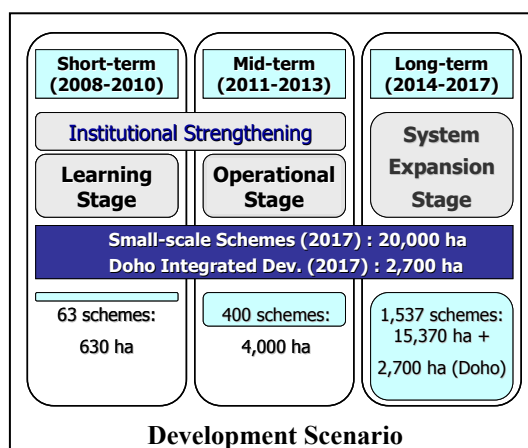 Short-term
(2008-2010)
Mid-term
(2011-2013)
Long-term
(2014-2017)
Institutional Strengthening
Learning
Stage
Operational
Stage
System
Expansion
Stage
Small-scale Schemes (2017) : 20,000 ha
Doho Integrated Dev. (2017) : 2,700 ha
63 schemes:
630 ha
400 schemes:
4,000 ha
1,537 schemes:
15,370 ha +
2,700 ha (Doho)
Development Scenario